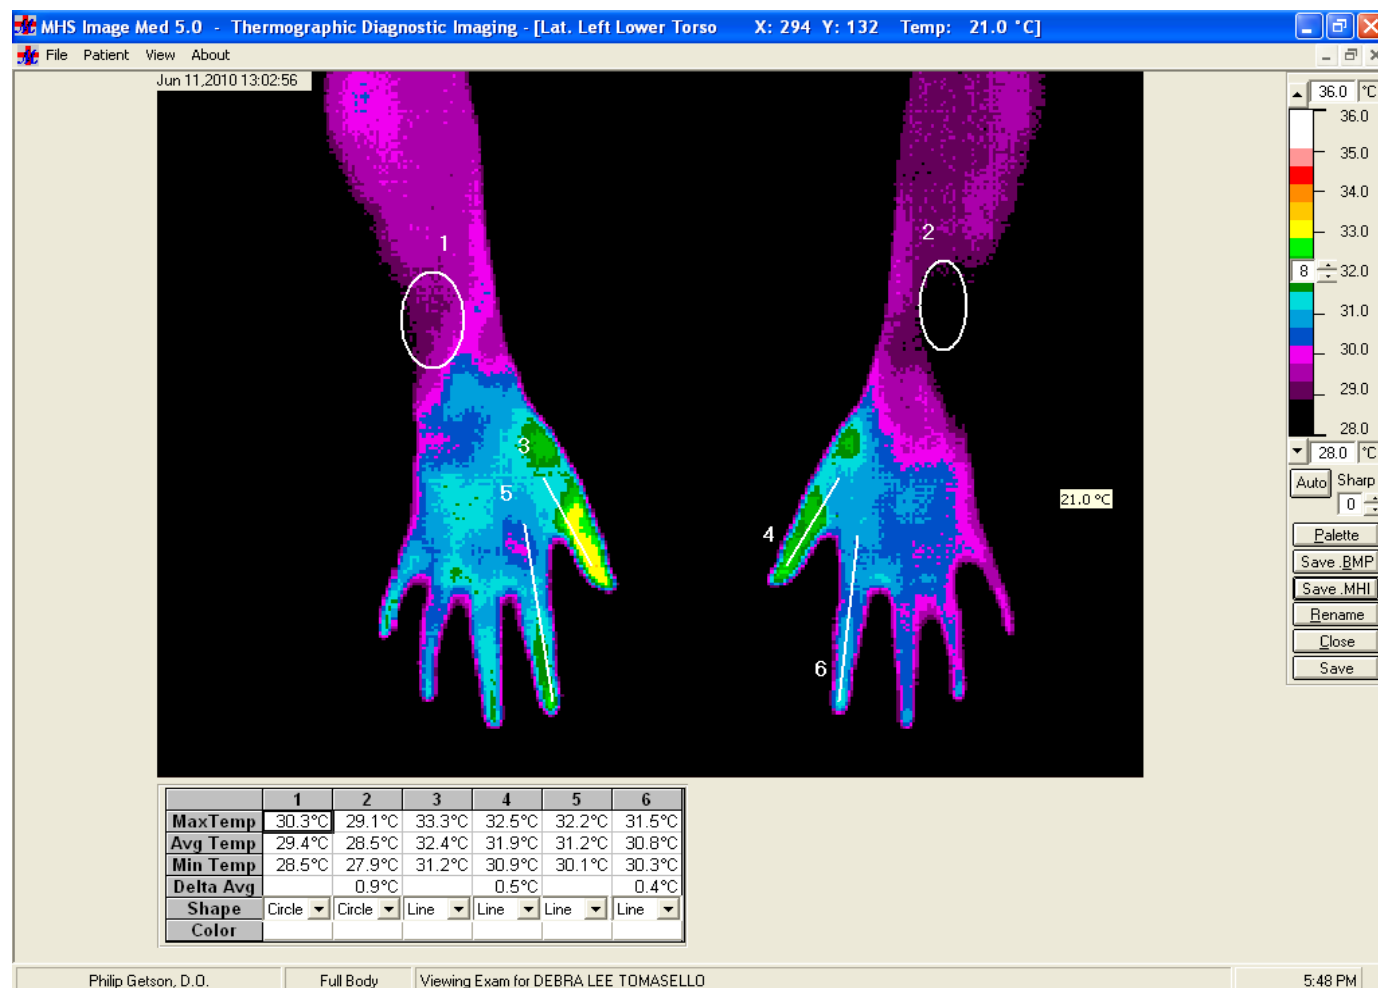 MHS Image Med 5.0 - Thermographic Diagnostic Imaging - [Lat. Left Lower Torso X: 294 Y: 132 Temp: 21.0 °C]
File Patient View About
Jun 11,2010 13:02:56
36.0 °C
36.0
35.0
34.0
33.0
8 32.0
31.0
30.0
29.0
28.0
28.0 °C
Auto Sharp
0
Palette
Save .BMP
Save .MHI
Rename
Close
Save
1
2
3
5
4
6
21.0 °C
1 2 3 4 5 6
MaxTemp 30.3°C 29.1°C 33.3°C 32.5°C 32.2°C 31.5°C
Avg Temp 29.4°C 28.5°C 32.4°C 31.9°C 31.2°C 30.8°C
Min Temp 28.5°C 27.9°C 31.2°C 30.9°C 30.1°C 30.3°C
Delta Avg 0.9°C 0.5°C 0.4°C
Shape Circle Circle Line Line Line Line
Color
Philip Getson, D.O. Full Body Viewing Exam for DEBRA LEE TOMASELLO 5:48 PM